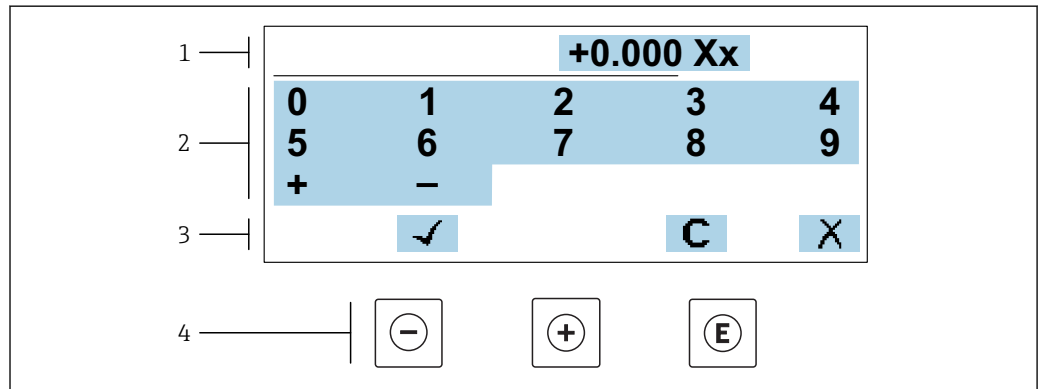 1 +0.000 Xx
0 1 2 3 4
2 5 6 7 8 9
+ –
3 ✓ C X
4 - + E